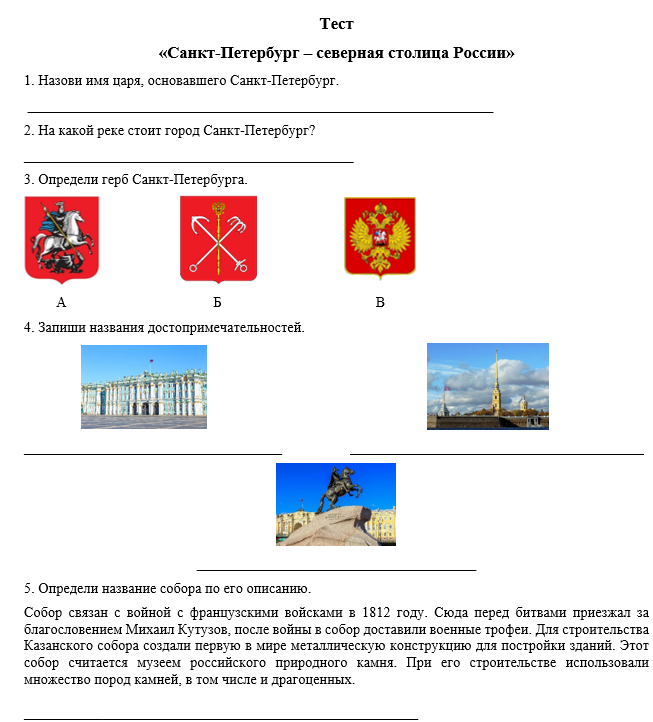 Тест
«Санкт-Петербург – северная столица России»
1. Назови имя царя, основавшего Санкт-Петербург.
2. На какой реке стоит город Санкт-Петербург?
3. Определи герб Санкт-Петербурга.
А Б В
4. Запиши названия достопримечательностей.
5. Определи название собора по его описанию.
Собор связан с войной с французскими войсками в 1812 году. Сюда перед битвами приезжал за
благословением Михаил Кутузов, после войны в собор доставили военные трофеи. Для строительства
Казанского собора создали первую в мире металлическую конструкцию для постройки зданий. Этот
собор считается музеем российского природного камня. При его строительстве использовали
множество пород камней, в том числе и драгоценных.